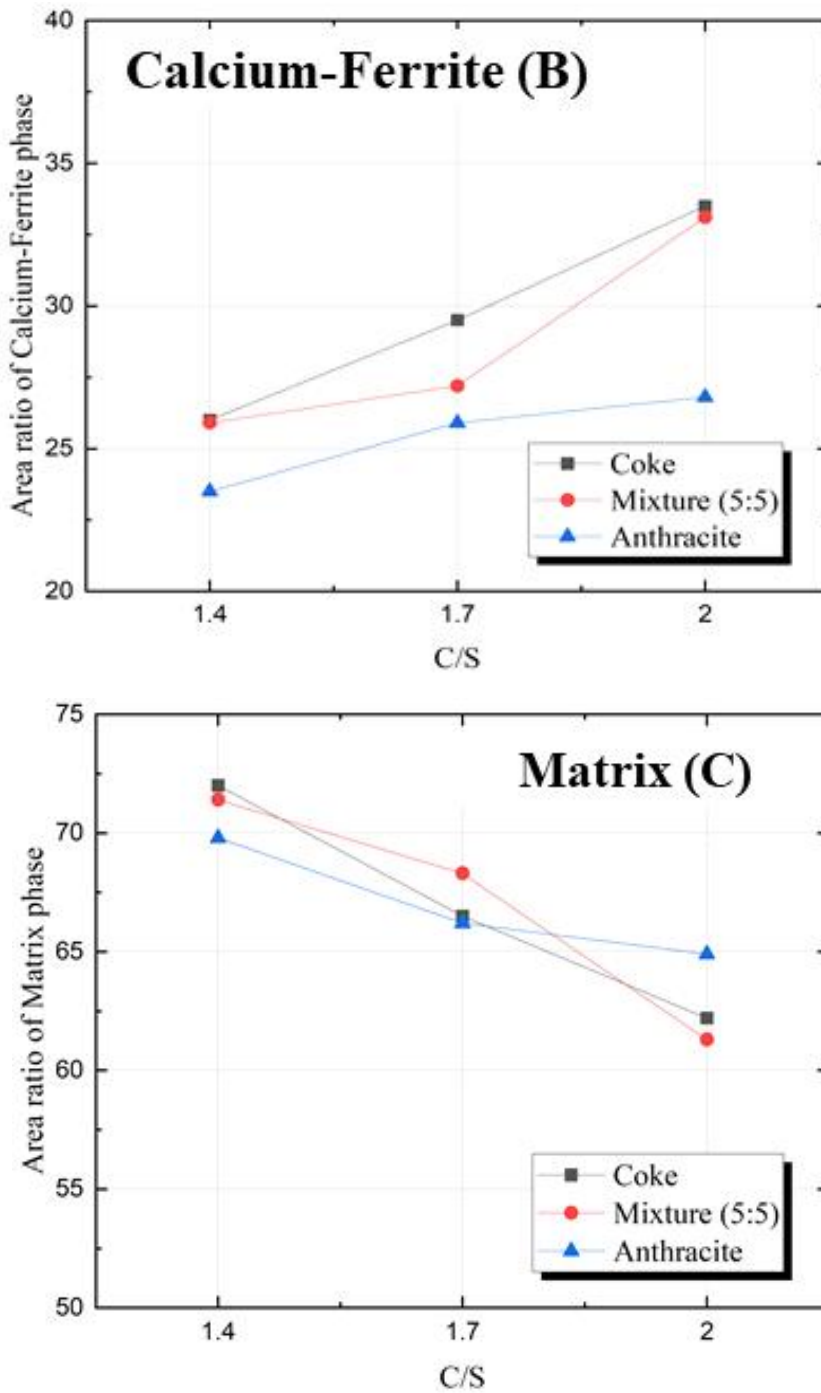 Calcium-Ferrite (B)
Area ratio of Calcium-Ferrite phase
40
35
30
25
20
Coke
Mixture (5:5)
Anthracite
1.4
1.7
2
C/S
Matrix (C)
Area ratio of Matrix phase
75
70
65
60
55
50
Coke
Mixture (5:5)
Anthracite
1.4
1.7
2
C/S